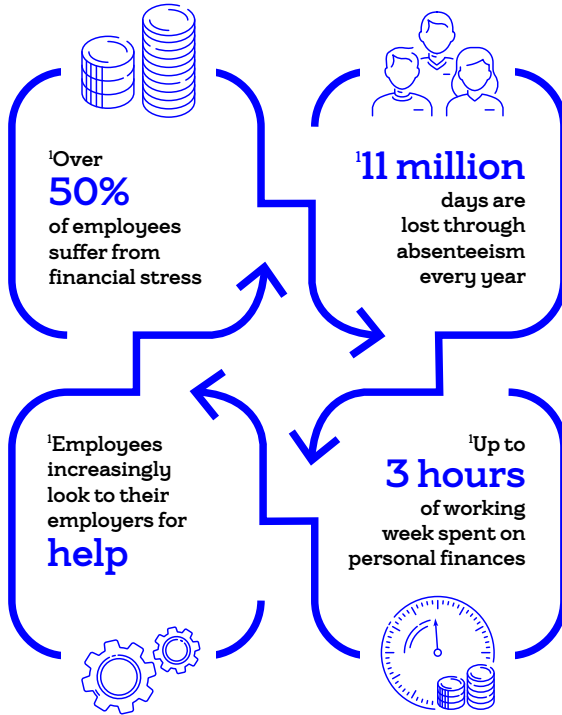 ¹Over
50%
of employees
suffer from
financial stress
¹11 million
days are
lost through
absenteeism
every year
¹Employees
increasingly
look to their
employers for
help
¹Up to
3 hours
of working
week spent on
personal finances